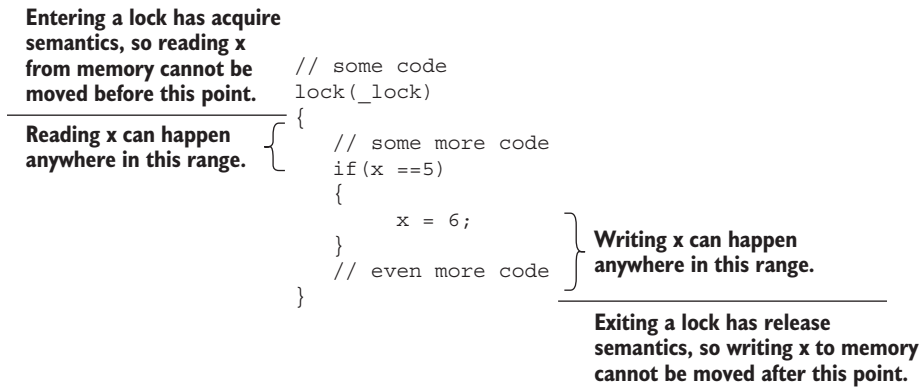 Entering a lock has acquire
semantics, so reading x
from memory cannot be
moved before this point.
Reading x can happen
anywhere in this range.
// some code
lock(_lock)
{
// some more code
if(x ==5)
{
x = 6;
}
// even more code
}
Writing x can happen
anywhere in this range.
Exiting a lock has release
semantics, so writing x to memory
cannot be moved after this point.